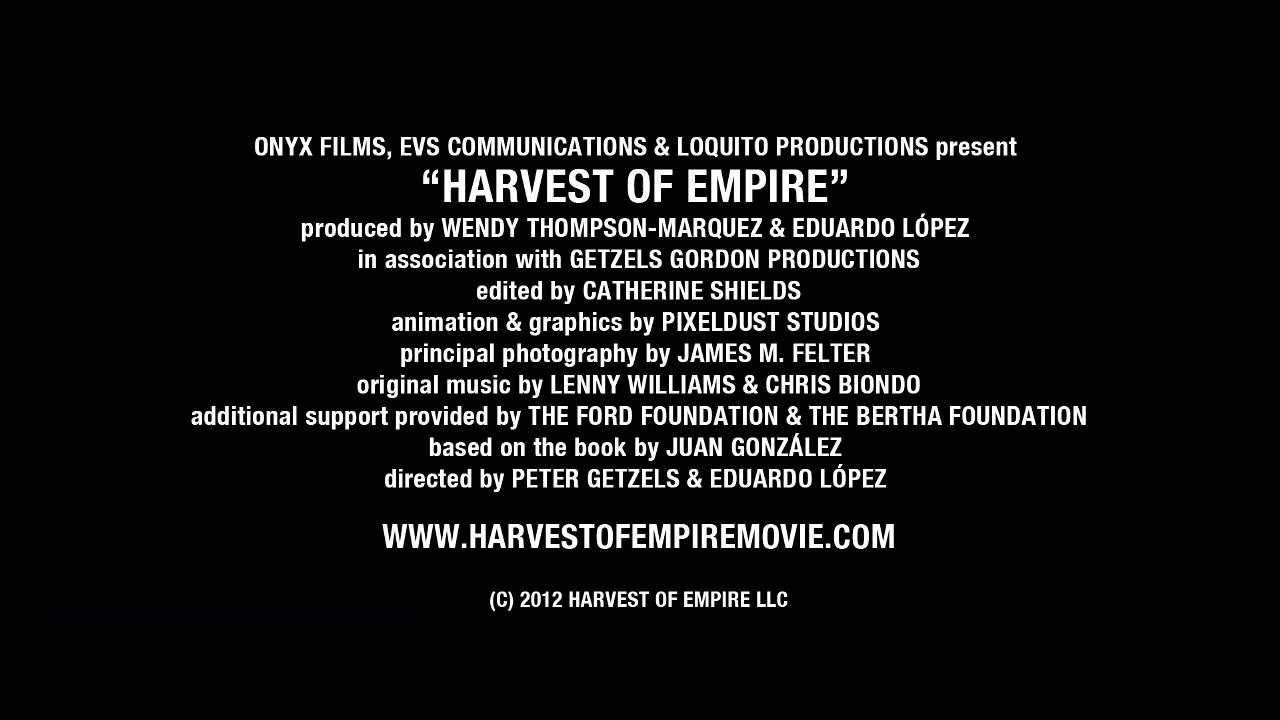 ONYX FILMS, EVS COMMUNICATIONS & LOQUITO PRODUCTIONS present
“HARVEST OF EMPIRE”
produced by WENDY THOMPSON-MARQUEZ & EDUARDO LÓPEZ
in association with GETZELS GORDON PRODUCTIONS
edited by CATHERINE SHIELDS
animation & graphics by PIXELDUST STUDIOS
principal photography by JAMES M. FELTER
original music by LENNY WILLIAMS & CHRIS BIONDO
additional support provided by THE FORD FOUNDATION & THE BERTHA FOUNDATION
based on the book by JUAN GONZÁLEZ
directed by PETER GETZELS & EDUARDO LÓPEZ
WWW.HARVESTOFEMPIREMOVIE.COM
(C) 2012 HARVEST OF EMPIRE LLC